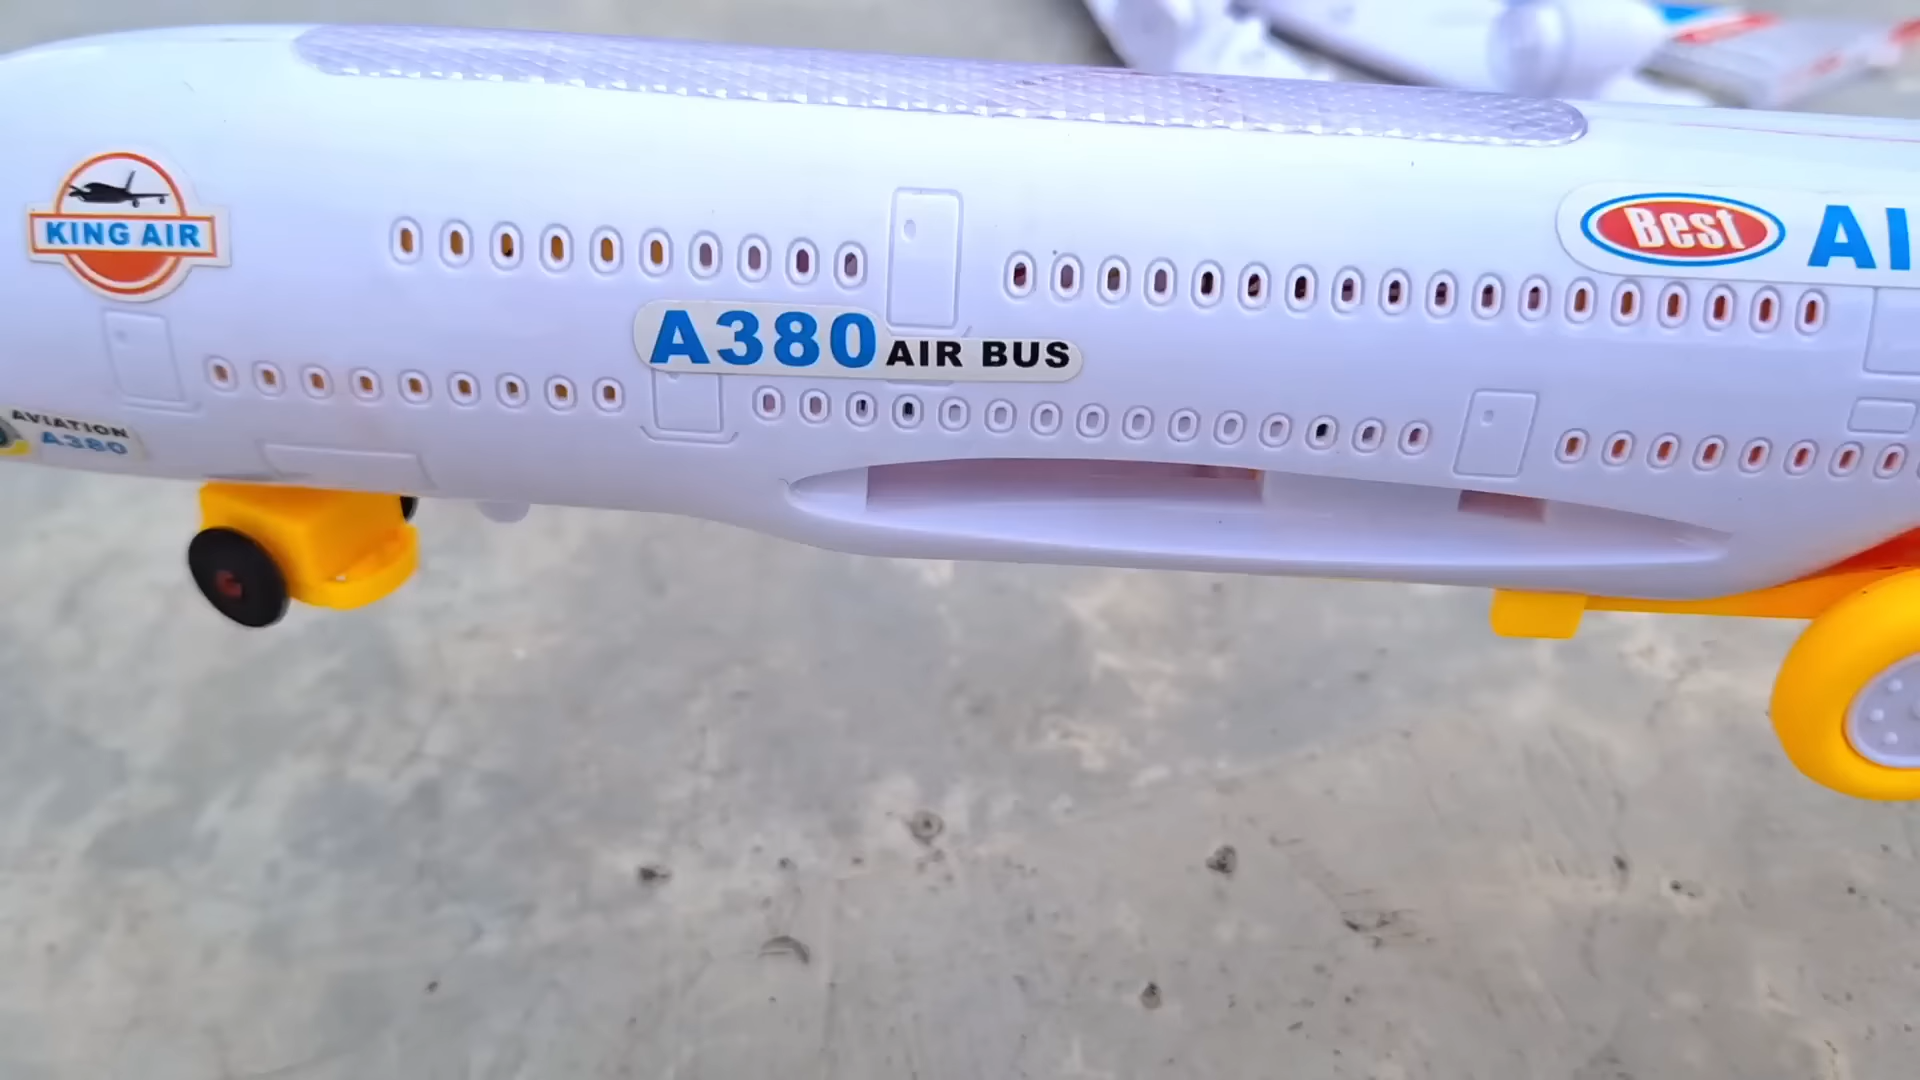 KING AIR
Best AI
A380 AIR BUS
AVIATION
A380